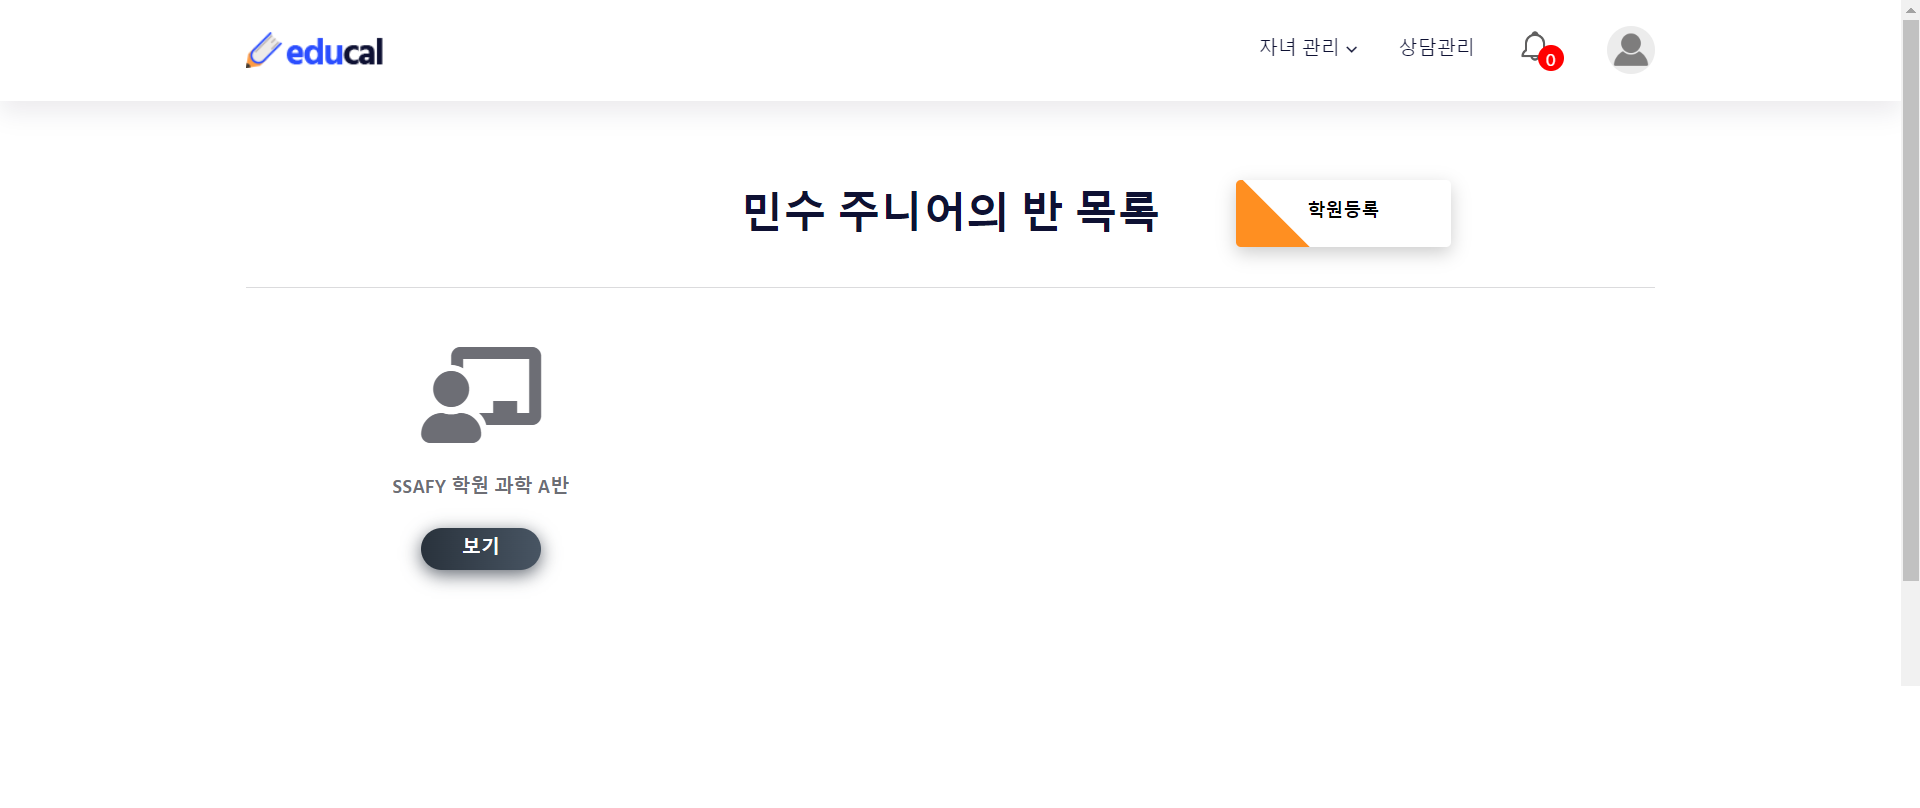 educal
자녀 관리
상담관리
0
민수 주니어의 반 목록
학원등록
SSAFY 학원 과학 A반
보기